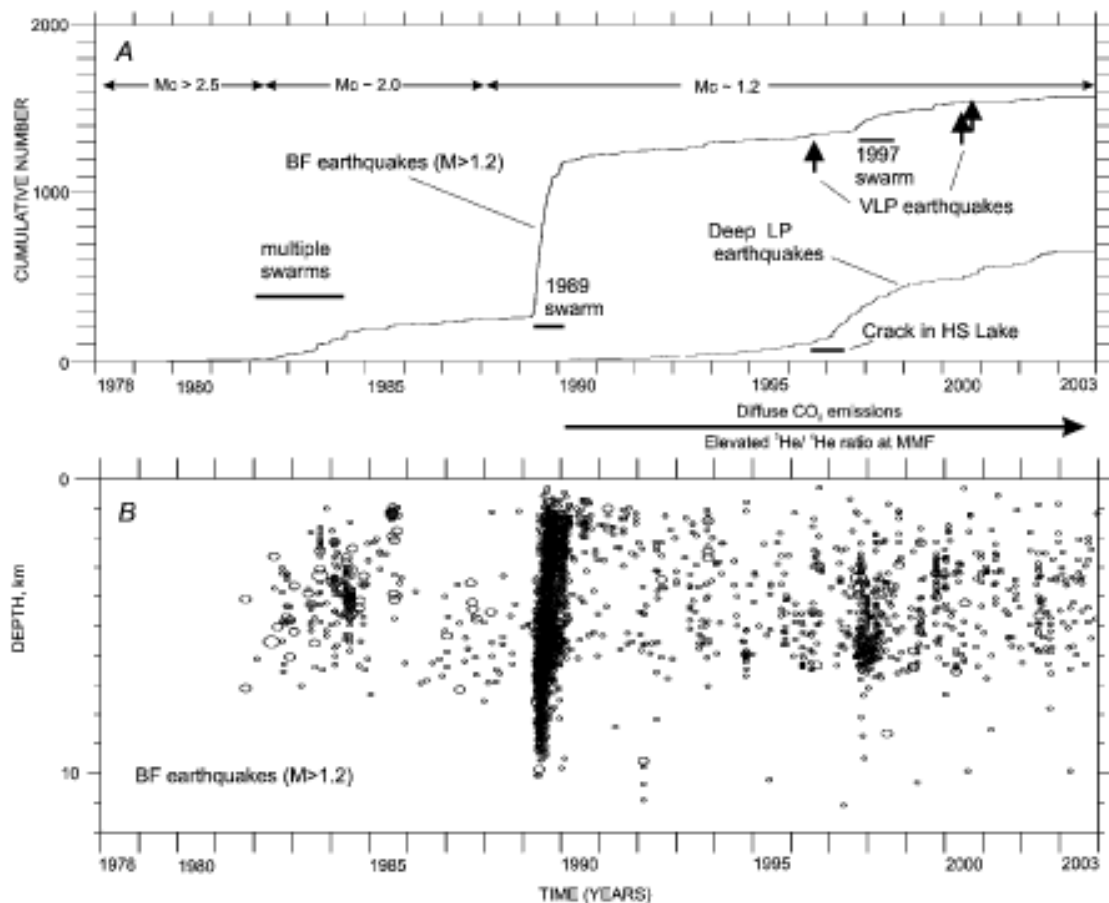 2000
A
Mc > 2.5
Mc ~ 2.0
Mc ~ 1.2
BF earthquakes (M>1.2)
1997
swarm
VLP earthquakes
1000
CUMULATIVE NUMBER
Deep LP
earthquakes
multiple
swarms
1989
swarm
Crack in HS Lake
0
1978 1980 1985 1990 1995 2000 2003
Diffuse CO₂ emissions
Elevated ³He/ ⁴He ratio at MMF
0
B
DEPTH, km
10
BF earthquakes (M>1.2)
1978 1980 1985 1990 1995 2000 2003
TIME (YEARS)